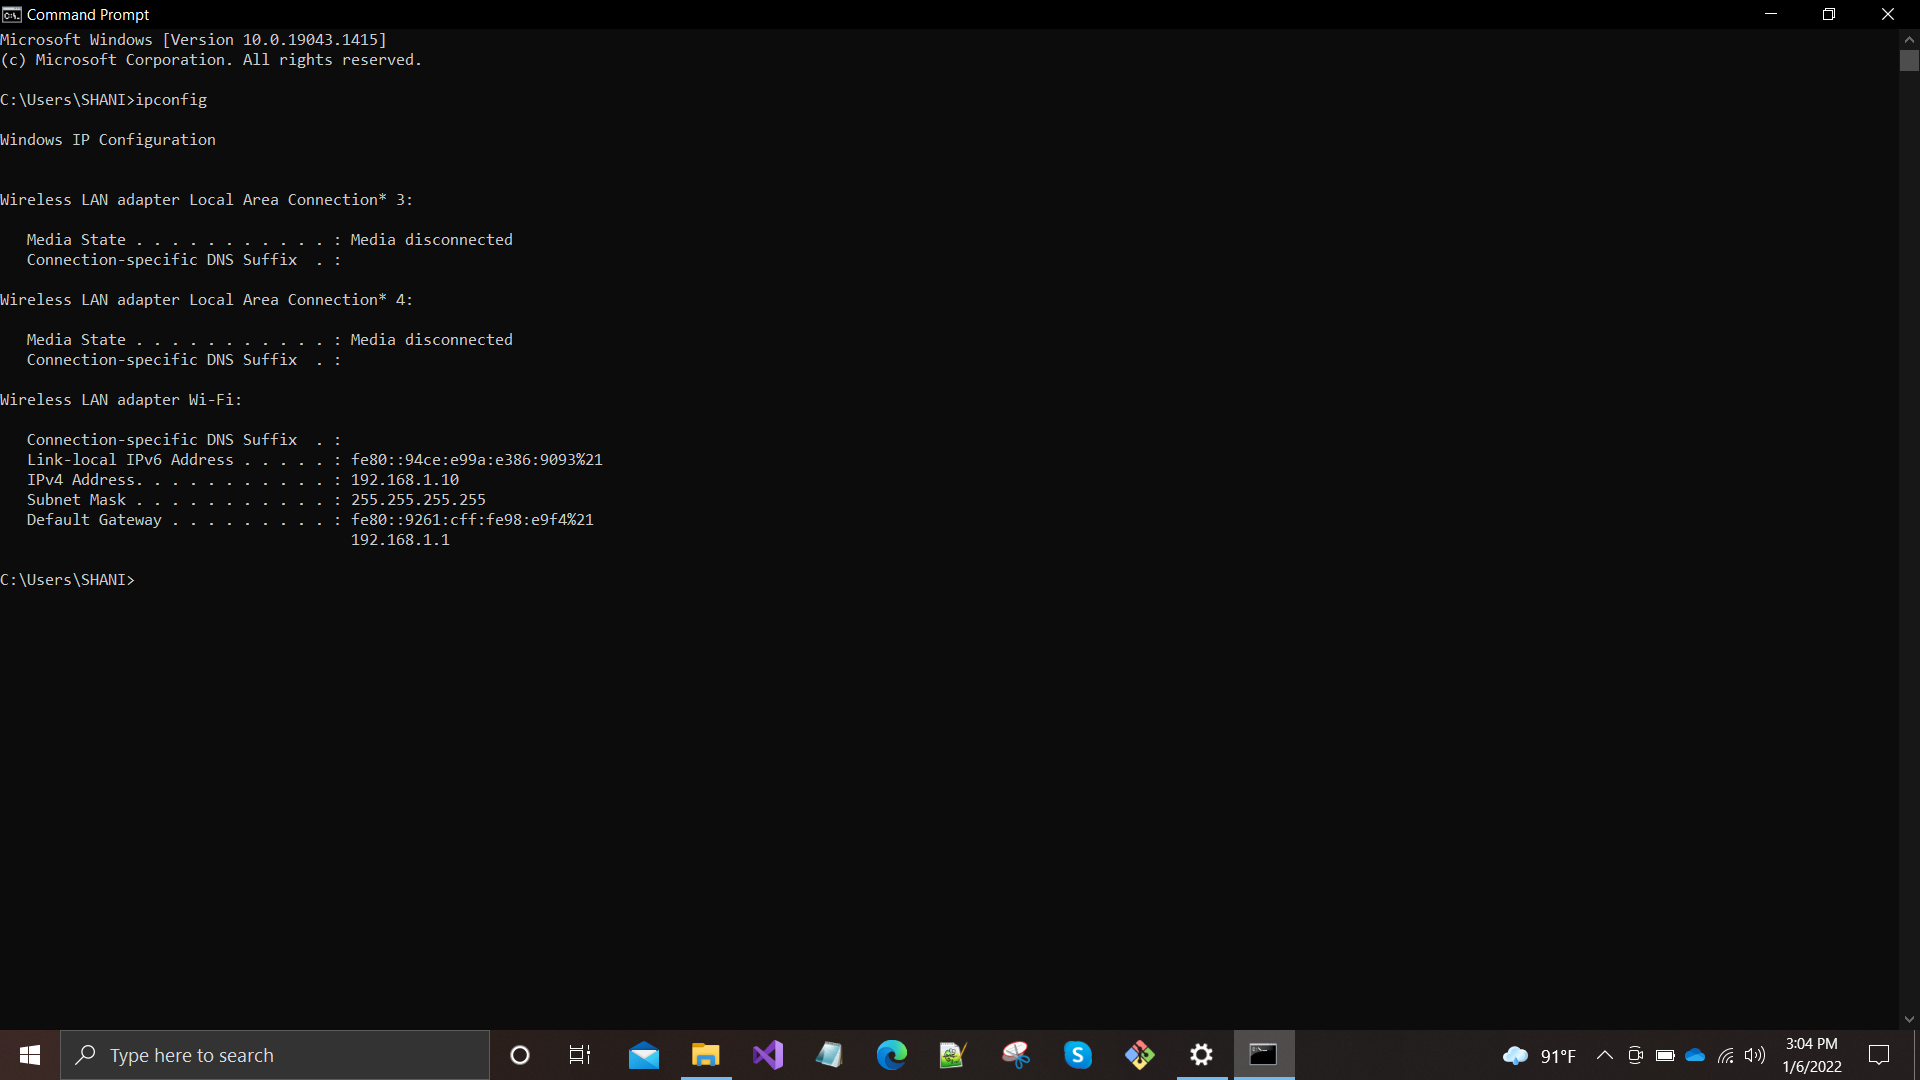 Command Prompt
Microsoft Windows [Version 10.0.19043.1415]
(c) Microsoft Corporation. All rights reserved.
C:\Users\SHANI>ipconfig
Windows IP Configuration
Wireless LAN adapter Local Area Connection* 3:
   Media State . . . . . . . . . . . : Media disconnected
   Connection-specific DNS Suffix  . :
Wireless LAN adapter Local Area Connection* 4:
   Media State . . . . . . . . . . . : Media disconnected
   Connection-specific DNS Suffix  . :
Wireless LAN adapter Wi-Fi:
   Connection-specific DNS Suffix  . :
   Link-local IPv6 Address . . . . . : fe80::94ce:e99a:e386:9093%21
   IPv4 Address. . . . . . . . . . . : 192.168.1.10
   Subnet Mask . . . . . . . . . . . : 255.255.255.255
   Default Gateway . . . . . . . . . : fe80::9261:cff:fe98:e9f4%21
                                       192.168.1.1
C:\Users\SHANI>
Type here to search
91°F
3:04 PM
1/6/2022